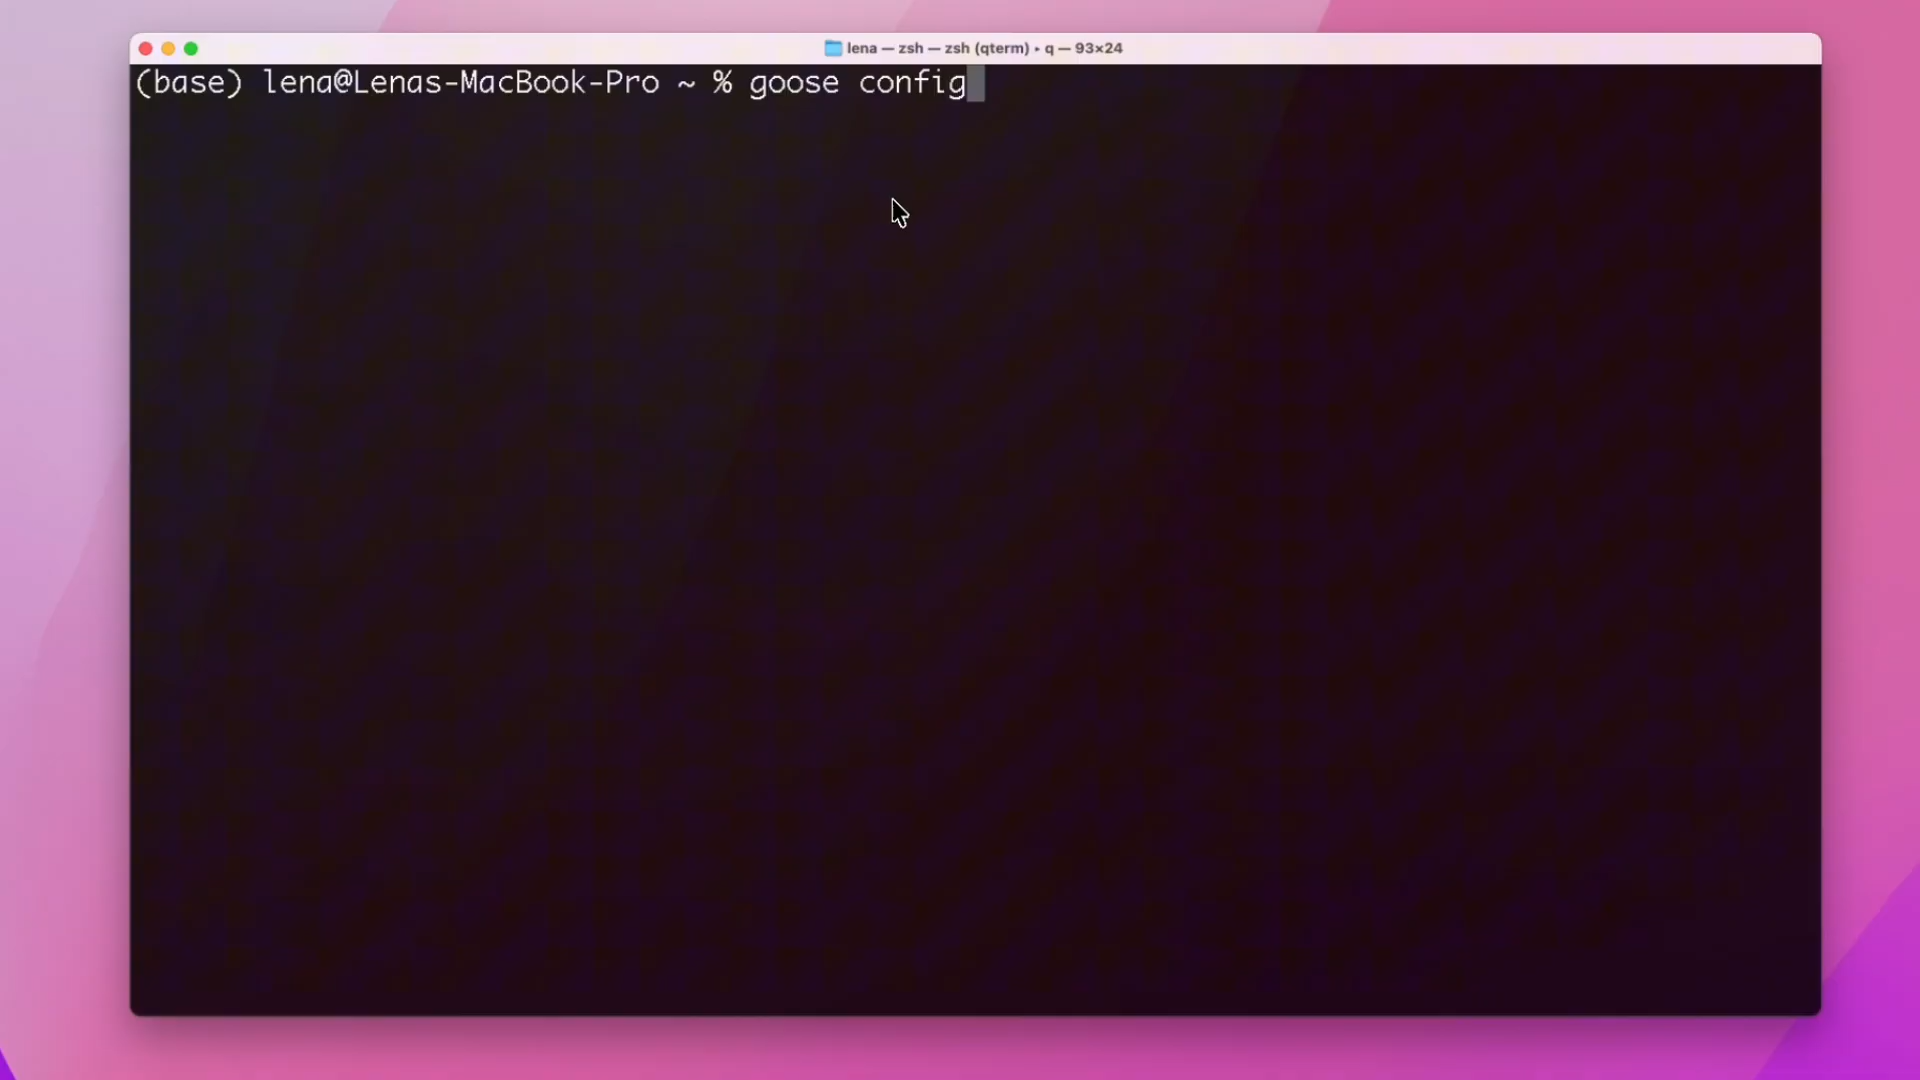 lena — zsh — zsh (qterm) ‣ q — 93×24
(base) lena@Lenas-MacBook-Pro ~ % goose config